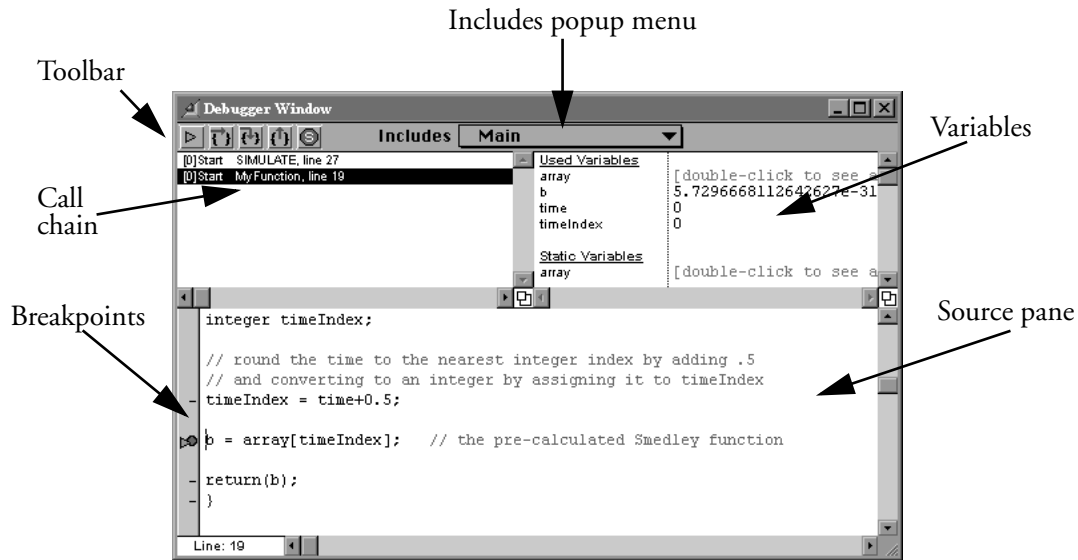 Includes popup menu
Toolbar
Debugger Window
Includes Main
Variables
[0]Start SIMULATE, line 27
[0]Start MyFunction, line 19
Call
chain
Used Variables
array [double-click to see a
b 5.7296668112642627e-31
time 0
timeIndex 0
Static Variables
array [double-click to see a
Breakpoints
Source pane
integer timeIndex;
// round the time to the nearest integer index by adding .5
// and converting to an integer by assigning it to timeIndex
timeIndex = time+0.5;
b = array[timeIndex]; // the pre-calculated Smedley function
return(b);
}
Line: 19